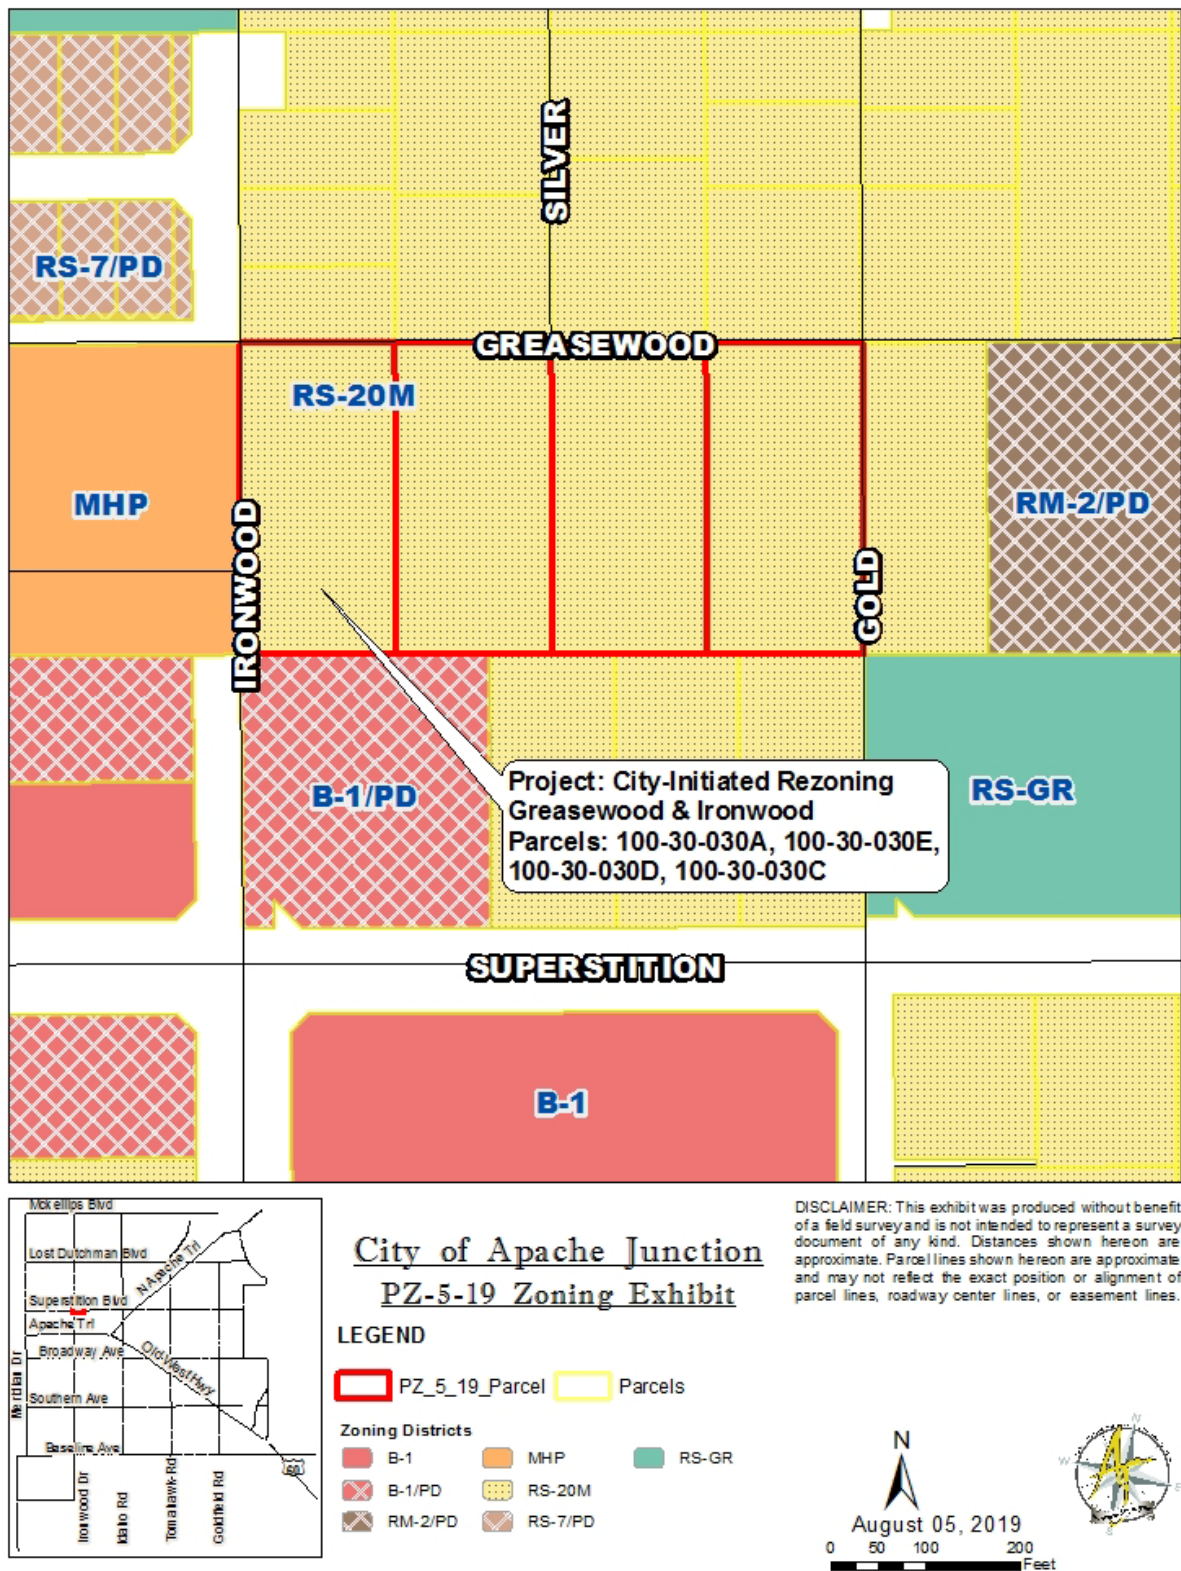 SILVER
RS-7/PD
GREASEWOOD
RS-20M
MHP
RM-2/PD
IRONWOOD
GOLD
B-1/PD
Project: City-Initiated Rezoning
Greasewood & Ironwood
Parcels: 100-30-030A, 100-30-030E,
100-30-030D, 100-30-030C
RS-GR
SUPERSTITION
B-1
Mckellips Blvd
Lost Dutchman Blvd
N Apache Trl
Superstition Blvd
Apache Trl
Broadway Ave
Old West Hwy
Meridian Dr
Southern Ave
Baseline Ave
60
Ironwood Dr
Idaho Rd
Tomahawk Rd
Goldfield Rd
City of Apache Junction
PZ-5-19 Zoning Exhibit
DISCLAIMER: This exhibit was produced without benefit
of a field survey and is not intended to represent a survey
document of any kind. Distances shown hereon are
approximate. Parcel lines shown hereon are approximate
and may not reflect the exact position or alignment of
parcel lines, roadway center lines, or easement lines.
LEGEND
PZ_5_19_Parcel
Parcels
Zoning Districts
B-1
MHP
RS-GR
B-1/PD
RS-20M
RM-2/PD
RS-7/PD
N
August 05, 2019
0 50 100 200
Feet
N
W
E